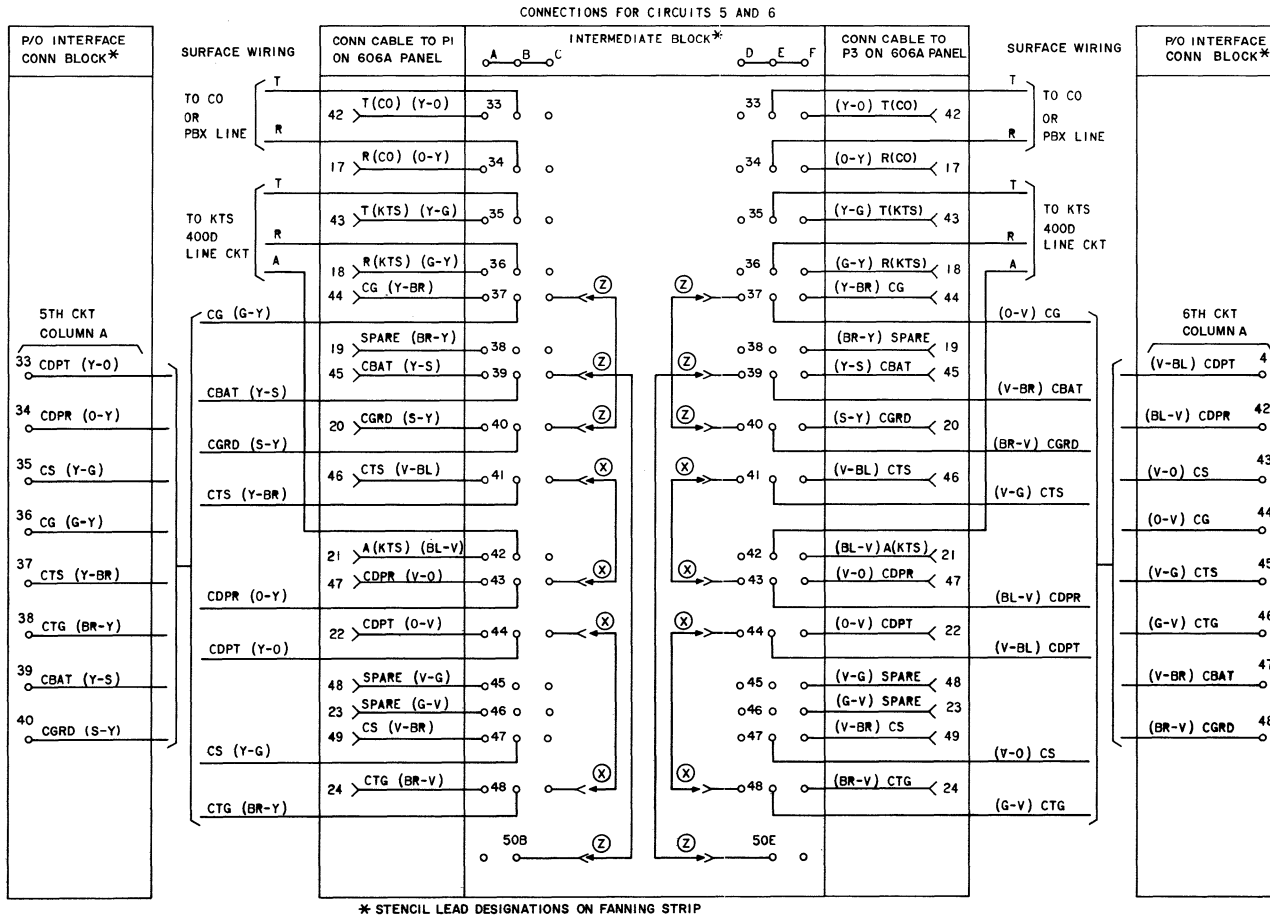 CONNECTIONS FOR CIRCUITS 5 AND 6
P/O INTERFACE
CONN BLOCK*
SURFACE WIRING
CONN CABLE TO P1
ON 606A PANEL
INTERMEDIATE BLOCK*
A B C
D E F
CONN CABLE TO
P3 ON 606A PANEL
SURFACE WIRING
P/O INTERFACE
CONN BLOCK*
TO CO
OR
PBX LINE
T
R
TO KTS
400D
LINE CKT
T
R
A
5TH CKT
COLUMN A
33 CDPT (Y-O)
34 CDPR (O-Y)
35 CS (Y-G)
36 CG (G-Y)
37 CTS (Y-BR)
38 CTG (BR-Y)
39 CBAT (Y-S)
40 CGRD (S-Y)
CG (G-Y)
CBAT (Y-S)
CGRD (S-Y)
CTS (Y-BR)
CDPR (O-Y)
CDPT (Y-O)
CS (Y-G)
CTG (BR-Y)
42 T(CO) (Y-O) 33
17 R(CO) (O-Y) 34
43 T(KTS) (Y-G) 35
18 R(KTS) (G-Y) 36
44 CG (Y-BR) 37 Z
19 SPARE (BR-Y) 38
45 CBAT (Y-S) 39 Z
20 CGRD (S-Y) 40 Z
46 CTS (V-BL) 41 X
21 A(KTS) (BL-V) 42
47 CDPR (V-O) 43 X
22 CDPT (O-V) 44 X
48 SPARE (V-G) 45
23 SPARE (G-V) 46
49 CS (V-BR) 47
24 CTG (BR-V) 48 X
50B Z
33 (Y-O) T(CO) 42
34 (O-Y) R(CO) 17
35 (Y-G) T(KTS) 43
36 (G-Y) R(KTS) 18
Z 37 (Y-BR) CG 44
38 (BR-Y) SPARE 19
Z 39 (Y-S) CBAT 45
Z 40 (S-Y) CGRD 20
X 41 (V-BL) CTS 46
42 (BL-V) A(KTS) 21
X 43 (V-O) CDPR 47
X 44 (O-V) CDPT 22
45 (V-G) SPARE 48
46 (G-V) SPARE 23
47 (V-BR) CS 49
X 48 (BR-V) CTG 24
Z 50E
T
R
TO CO
OR
PBX LINE
T
R
A
TO KTS
400D
LINE CKT
(O-V) CG
(V-BR) CBAT
(BR-V) CGRD
(V-G) CTS
(BL-V) CDPR
(V-BL) CDPT
(V-O) CS
(G-V) CTG
6TH CKT
COLUMN A
(V-BL) CDPT 4
(BL-V) CDPR 42
(V-O) CS 43
(O-V) CG 44
(V-G) CTS 45
(G-V) CTG 46
(V-BR) CBAT 47
(BR-V) CGRD 48
* STENCIL LEAD DESIGNATIONS ON FANNING STRIP